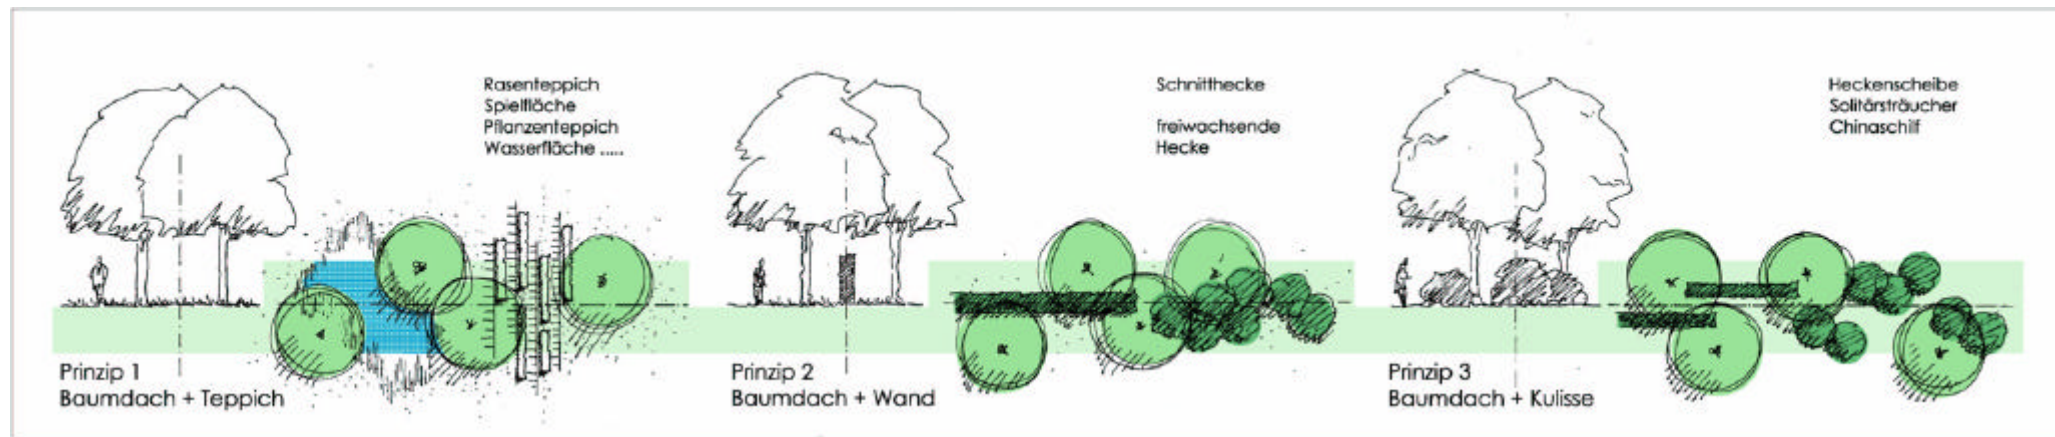 Rasenteppich
Spielfläche
Pflanzenteppich
Wasserfläche .....
Prinzip 1
Baumdach + Teppich
Schnitthecke
freiwachsende
Hecke
Prinzip 2
Baumdach + Wand
Heckenscheibe
Solitärsträucher
Chinaschilf
Prinzip 3
Baumdach + Kulisse